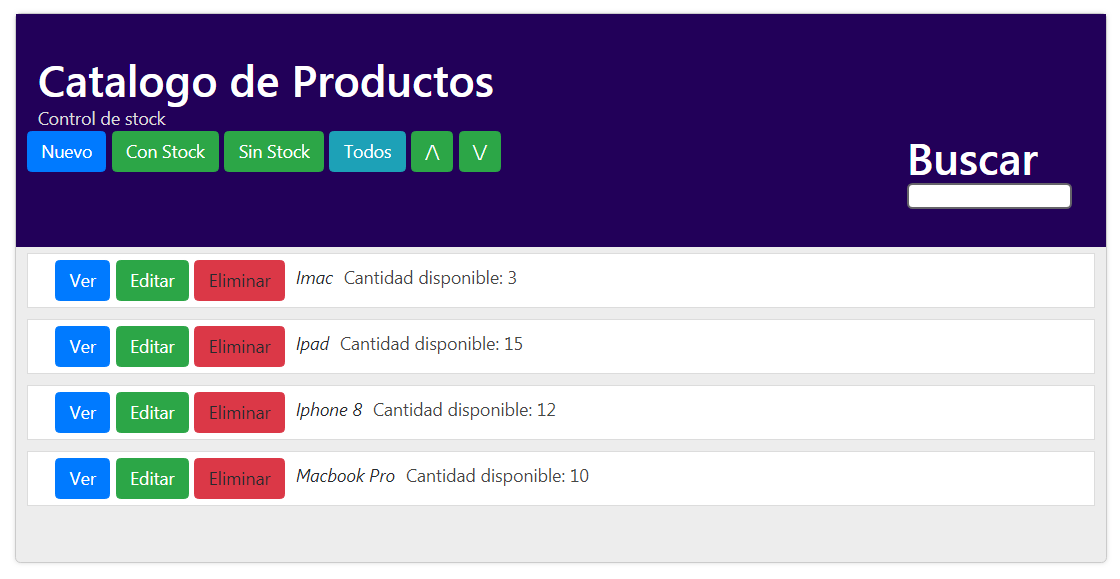 Catalogo de Productos
Control de stock
Nuevo Con Stock Sin Stock Todos Λ V
Buscar
Ver Editar Eliminar Imac Cantidad disponible: 3
Ver Editar Eliminar Ipad Cantidad disponible: 15
Ver Editar Eliminar Iphone 8 Cantidad disponible: 12
Ver Editar Eliminar Macbook Pro Cantidad disponible: 10